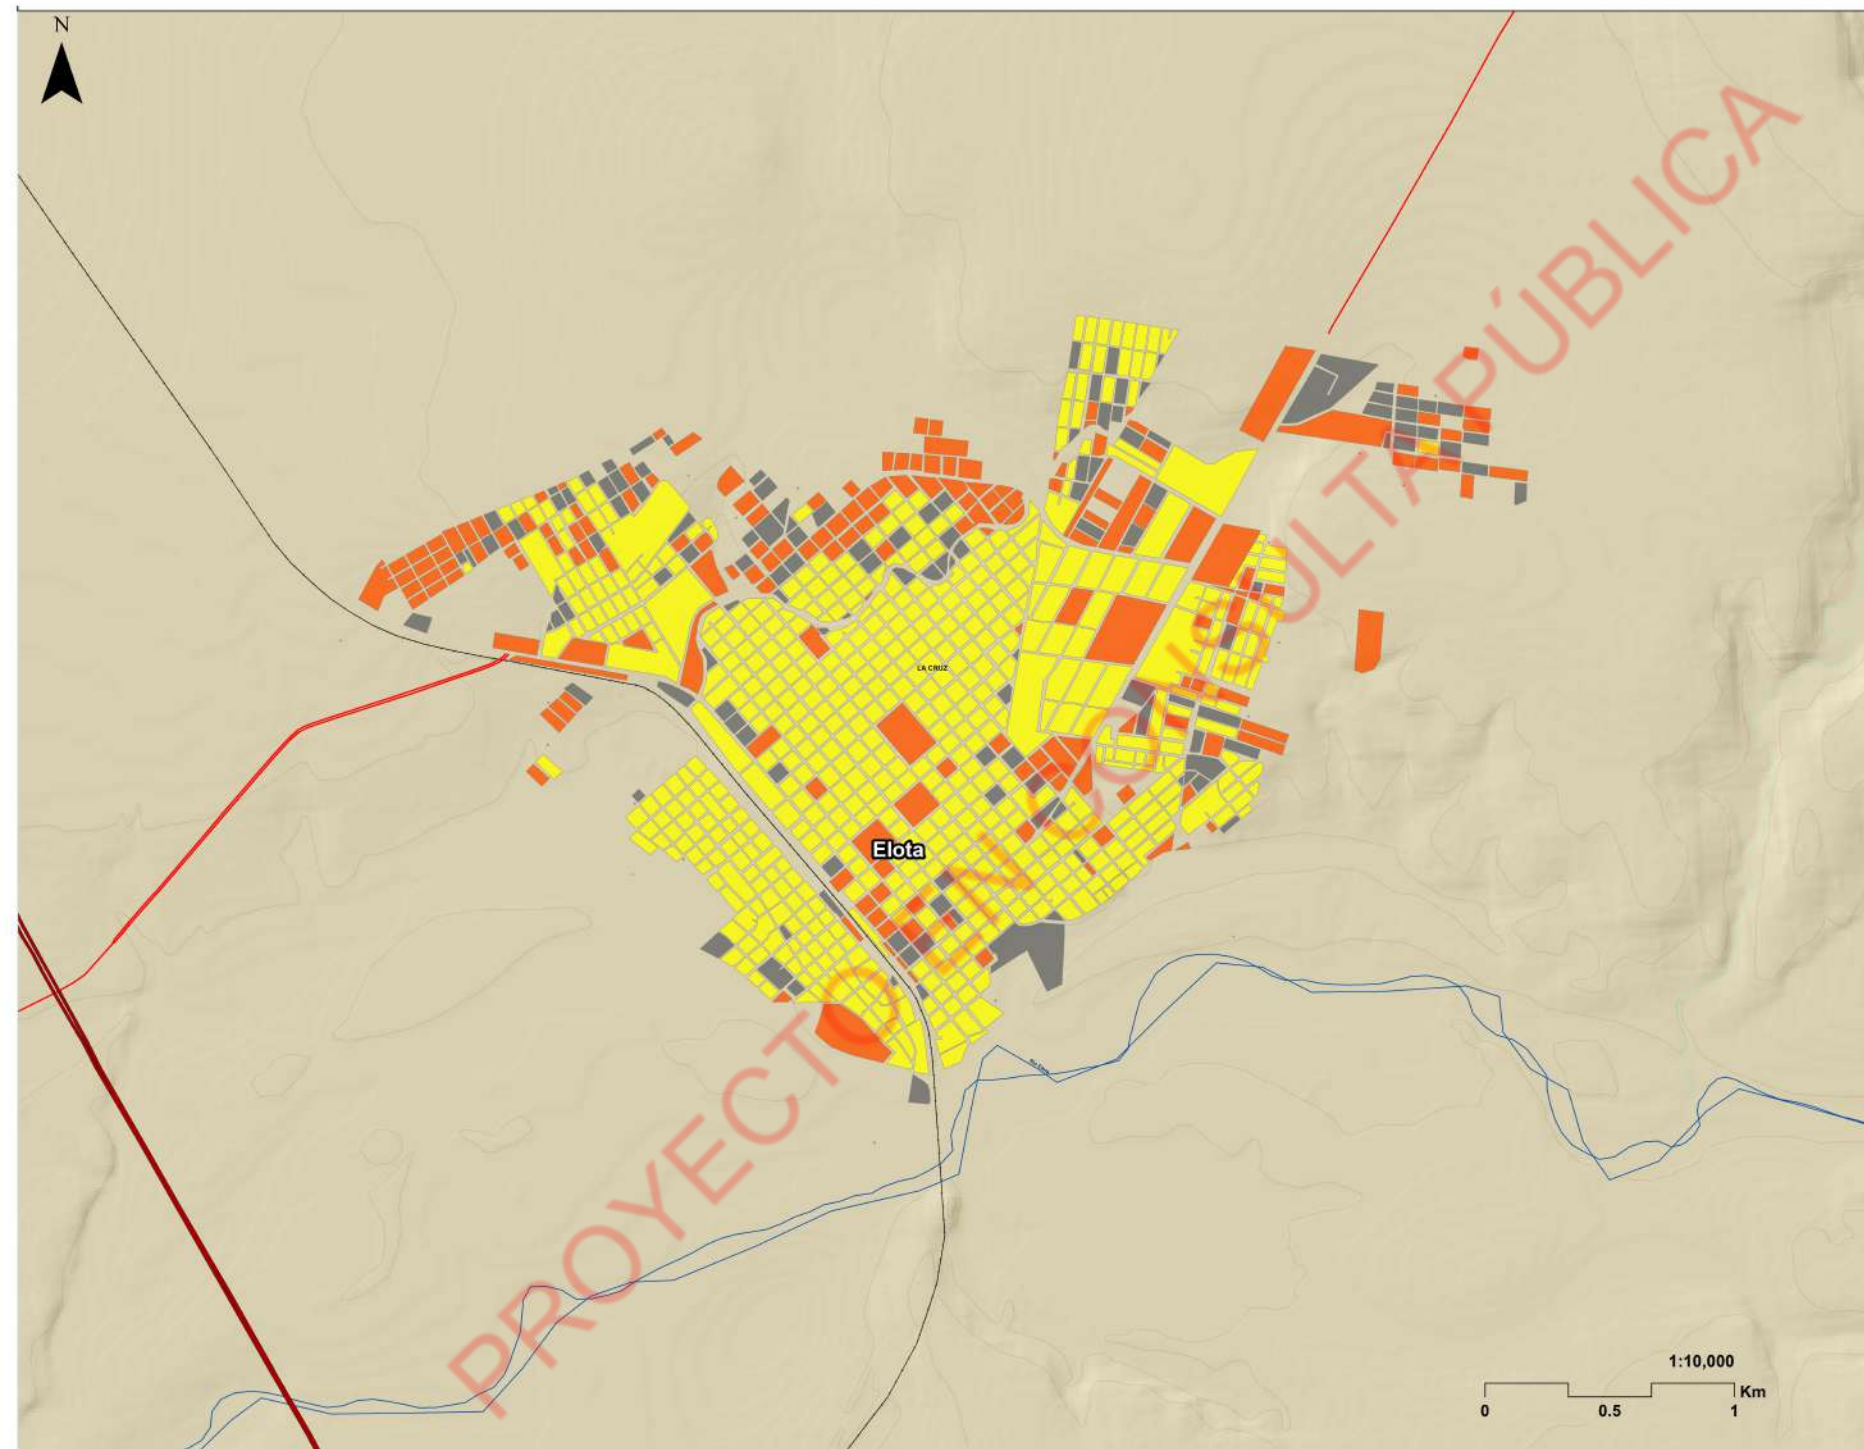 N
LA CRUZ
Elota
PROYECTO EN CONSULTA PÚBLICA
1:10,000
Km
0 0.5 1